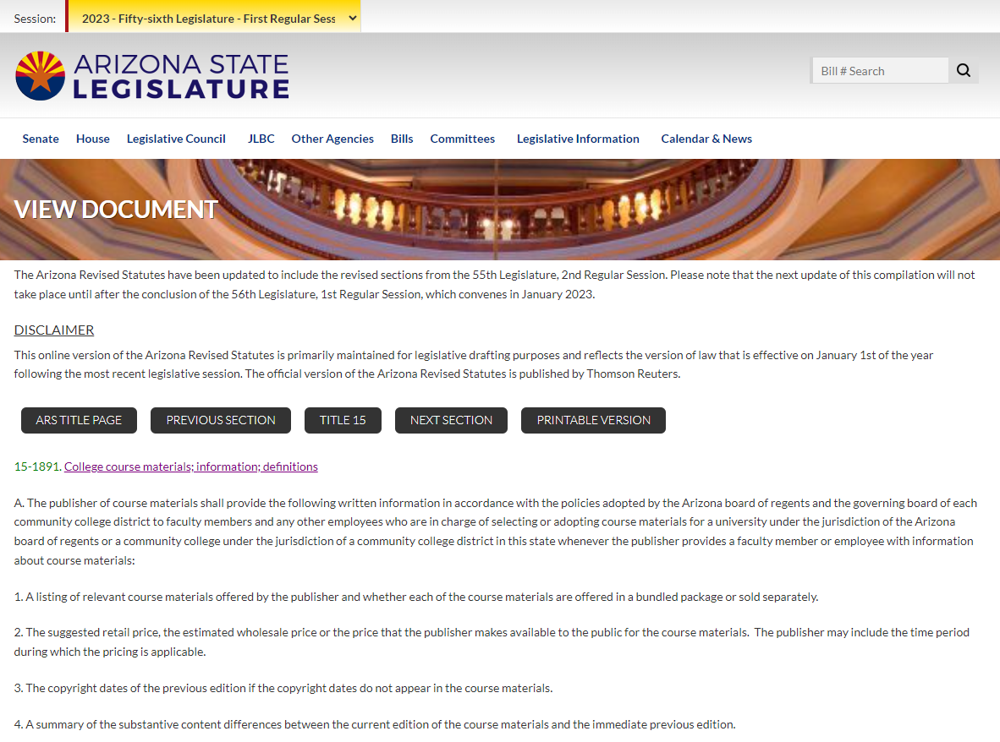 Session:
2023 - Fifty-sixth Legislature - First Regular Sess
ARIZONA STATE
LEGISLATURE
Bill # Search
Senate House Legislative Council JLBC Other Agencies Bills Committees Legislative Information Calendar & News
VIEW DOCUMENT
The Arizona Revised Statutes have been updated to include the revised sections from the 55th Legislature, 2nd Regular Session. Please note that the next update of this compilation will not
take place until after the conclusion of the 56th Legislature, 1st Regular Session, which convenes in January 2023.
DISCLAIMER
This online version of the Arizona Revised Statutes is primarily maintained for legislative drafting purposes and reflects the version of law that is effective on January 1st of the year
following the most recent legislative session. The official version of the Arizona Revised Statutes is published by Thomson Reuters.
ARS TITLE PAGE PREVIOUS SECTION TITLE 15 NEXT SECTION PRINTABLE VERSION
15-1891. College course materials; information; definitions
A. The publisher of course materials shall provide the following written information in accordance with the policies adopted by the Arizona board of regents and the governing board of each
community college district to faculty members and any other employees who are in charge of selecting or adopting course materials for a university under the jurisdiction of the Arizona
board of regents or a community college under the jurisdiction of a community college district in this state whenever the publisher provides a faculty member or employee with information
about course materials:
1. A listing of relevant course materials offered by the publisher and whether each of the course materials are offered in a bundled package or sold separately.
2. The suggested retail price, the estimated wholesale price or the price that the publisher makes available to the public for the course materials.  The publisher may include the time period
during which the pricing is applicable.
3. The copyright dates of the previous edition if the copyright dates do not appear in the course materials.
4. A summary of the substantive content differences between the current edition of the course materials and the immediate previous edition.